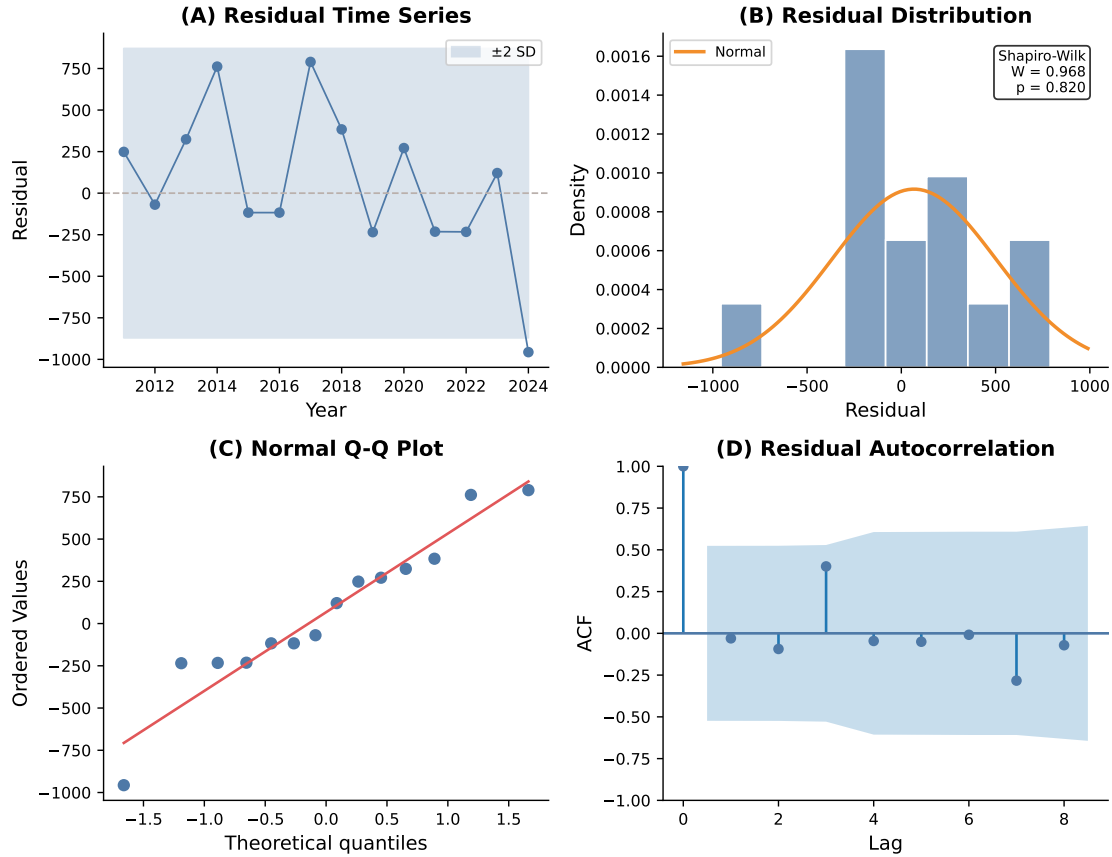 (A) Residual Time Series
±2 SD
750
500
250
0
−250
−500
−750
−1000
Residual
2012 2014 2016 2018 2020 2022 2024
Year
(B) Residual Distribution
Normal
Shapiro-Wilk
W = 0.968
p = 0.820
0.0016
0.0014
0.0012
0.0010
0.0008
0.0006
0.0004
0.0002
0.0000
Density
−1000 −500 0 500 1000
Residual
(C) Normal Q-Q Plot
750
500
250
0
−250
−500
−750
−1000
Ordered Values
−1.5 −1.0 −0.5 0.0 0.5 1.0 1.5
Theoretical quantiles
(D) Residual Autocorrelation
1.00
0.75
0.50
0.25
0.00
−0.25
−0.50
−0.75
−1.00
ACF
0 2 4 6 8
Lag